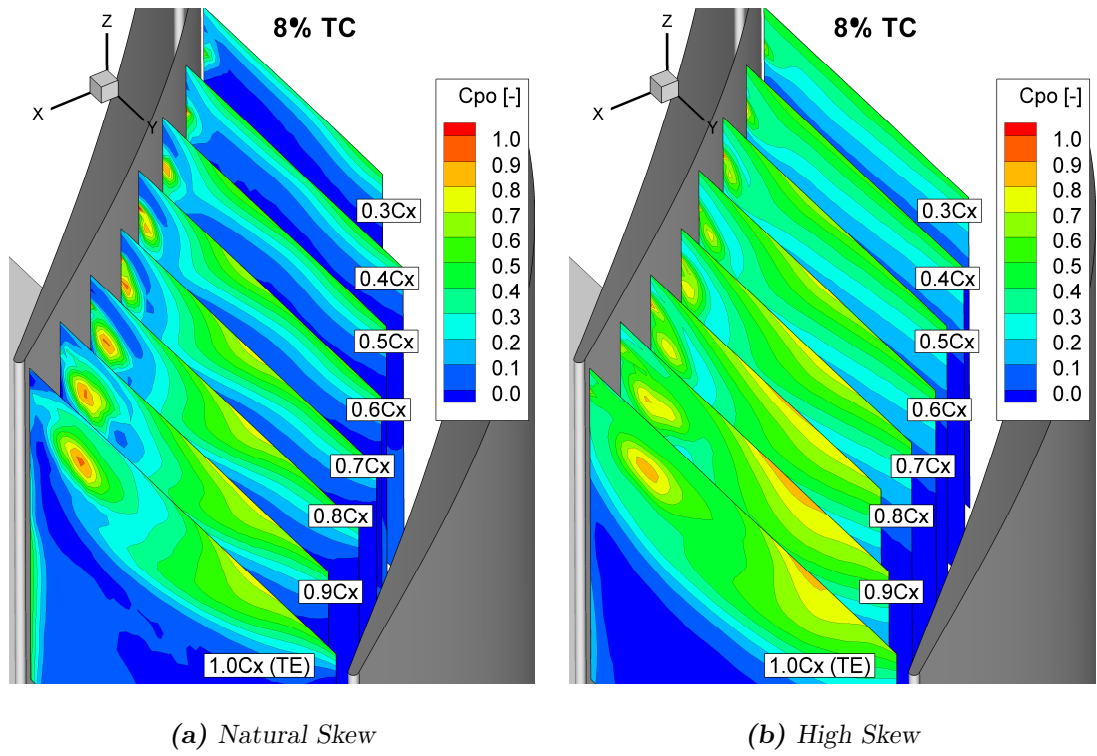 8% TC
Z
X
Y
Cpo [-]
1.0
0.9
0.8
0.7
0.6
0.5
0.4
0.3
0.2
0.1
0.0
0.3Cx
0.4Cx
0.5Cx
0.6Cx
0.7Cx
0.8Cx
0.9Cx
1.0Cx (TE)
(a) Natural Skew
8% TC
Z
X
Y
Cpo [-]
1.0
0.9
0.8
0.7
0.6
0.5
0.4
0.3
0.2
0.1
0.0
0.3Cx
0.4Cx
0.5Cx
0.6Cx
0.7Cx
0.8Cx
0.9Cx
1.0Cx (TE)
(b) High Skew